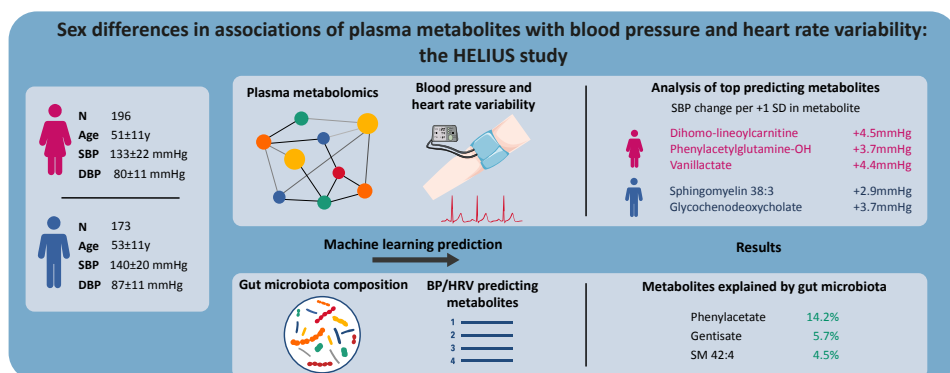 Sex differences in associations of plasma metabolites with blood pressure and heart rate variability:
the HELIUS study
N 196
Age 51±11y
SBP 133±22 mmHg
DBP 80±11 mmHg
N 173
Age 53±11y
SBP 140±20 mmHg
DBP 87±11 mmHg
Plasma metabolomics
Blood pressure and
heart rate variability
Analysis of top predicting metabolites
SBP change per +1 SD in metabolite
Dihomo-lineoylcarnitine +4.5mmHg
Phenylacetylglutamine-OH +3.7mmHg
Vanillactate +4.4mmHg
Sphingomyelin 38:3 +2.9mmHg
Glycochenodeoxycholate +3.7mmHg
Machine learning prediction
Results
Gut microbiota composition
BP/HRV predicting
metabolites
1
2
3
4
Metabolites explained by gut microbiota
Phenylacetate 14.2%
Gentisate 5.7%
SM 42:4 4.5%